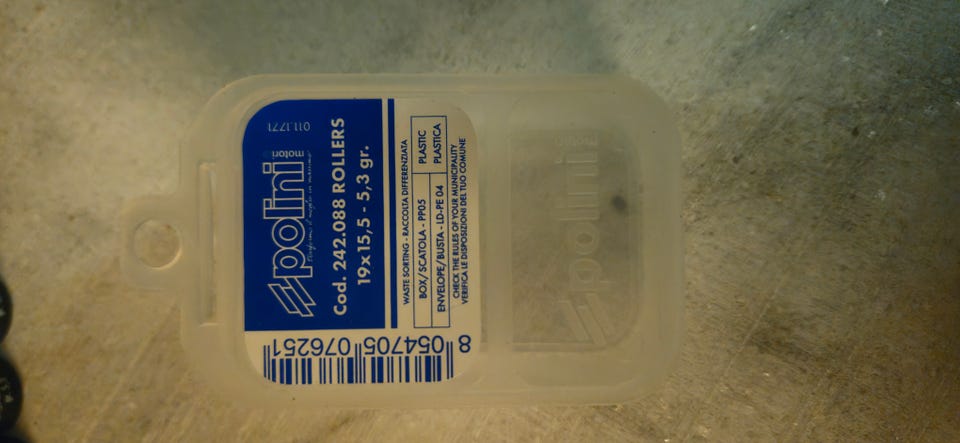 011.1771
polini
motori
Cod. 242.088 ROLLERS
19x15,5 - 5,3 gr.
WASTE SORTING - RACCOLTA DIFFERENZIATA
BOX/SCATOLA - PP05 PLASTIC
ENVELOPE/BUSTA - LD-PE 04 PLASTICA
CHECK THE RULES OF YOUR MUNICIPALITY
VERIFICA LE DISPOSIZIONI DEL TUO COMUNE
8 054705 076251
polini